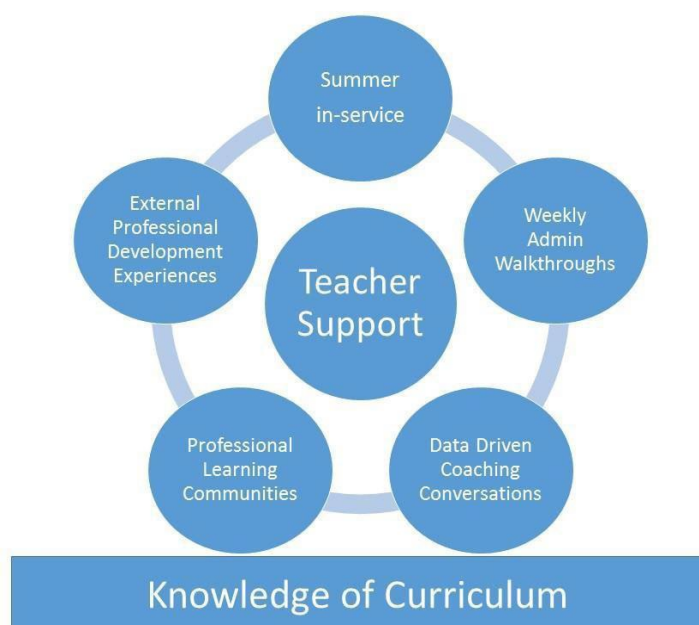 Summer
in-service
External
Professional
Development
Experiences
Weekly
Admin
Walkthroughs
Teacher
Support
Professional
Learning
Communities
Data Driven
Coaching
Conversations
Knowledge of Curriculum